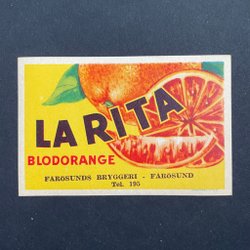 LA RITA
BLODORANGE
FARÖSUNDS BRYGGERI - FARÖSUND
Tel. 195